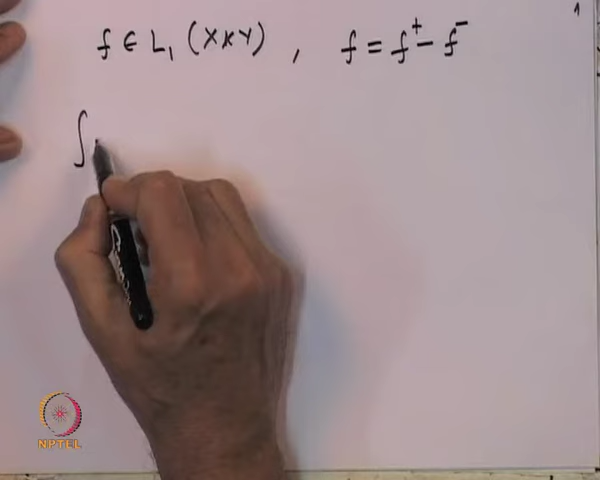 1
f ∈ L₁ (X×Y) , f = f⁺ − f⁻
∫
NPTEL